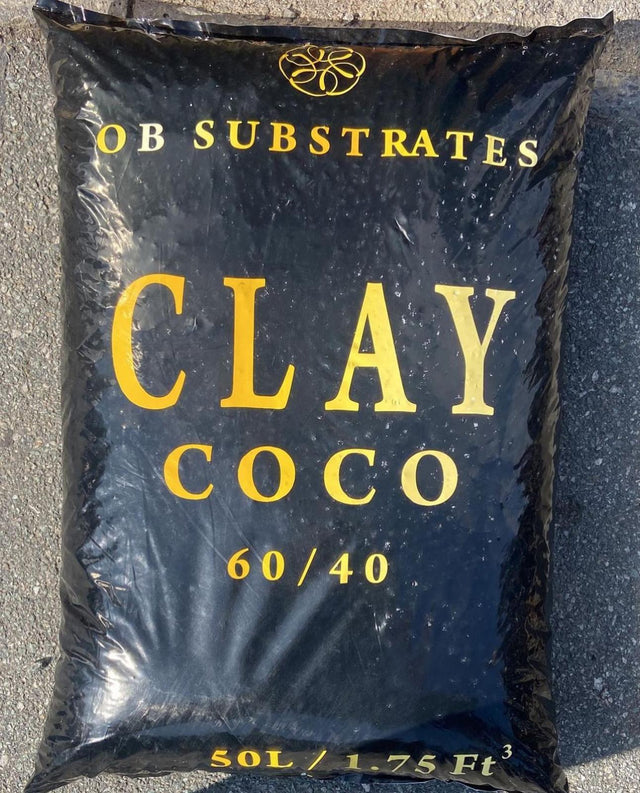 OB SUBSTRATES
CLAY
COCO
60/40
50L / 1.75 Ft³